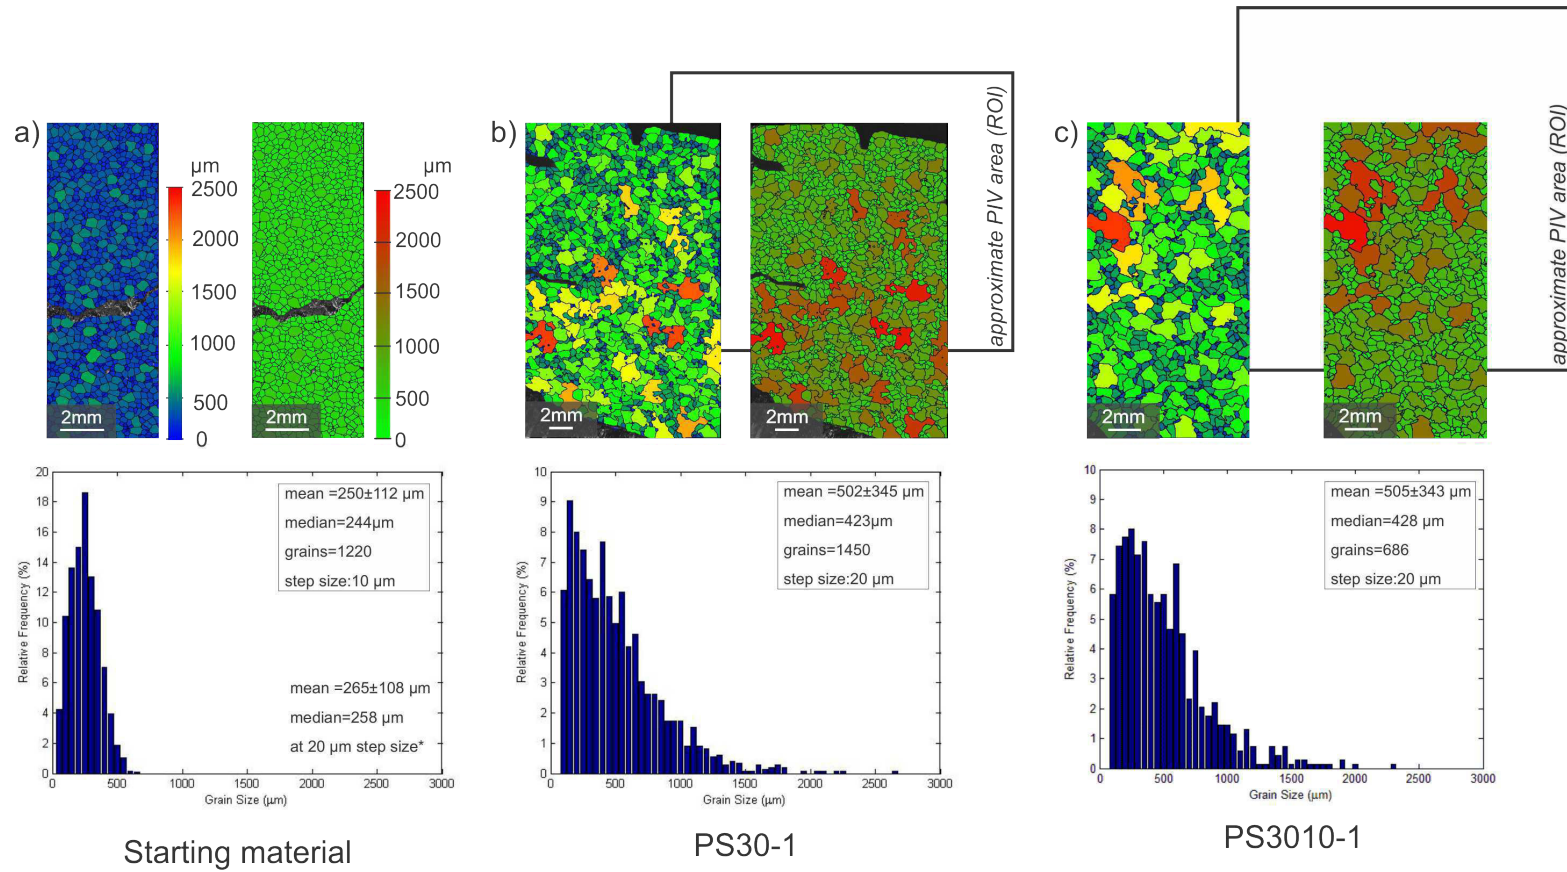 a)
µm
2500
2000
1500
1000
500
0
2mm
µm
2500
2000
1500
1000
500
0
2mm
b)
2mm
2mm
approximate PIV area (ROI)
c)
2mm
2mm
approximate PIV area (ROI)
20
18
16
14
12
10
8
6
4
2
0
Relative Frequency (%)
mean =250±112 µm
median=244µm
grains=1220
step size:10 µm
mean =265±108 µm
median=258 µm
at 20 µm step size*
0 500 1000 1500 2000 2500 3000
Grain Size (µm)
Starting material
10
9
8
7
6
5
4
3
2
1
0
Relative Frequency (%)
mean =502±345 µm
median=423µm
grains=1450
step size:20 µm
0 500 1000 1500 2000 2500 3000
Grain Size (µm)
PS30-1
10
9
8
7
6
5
4
3
2
1
0
Relative Frequency (%)
mean =505±343 µm
median=428 µm
grains=686
step size:20 µm
0 500 1000 1500 2000 2500 3000
Grain Size (µm)
PS3010-1